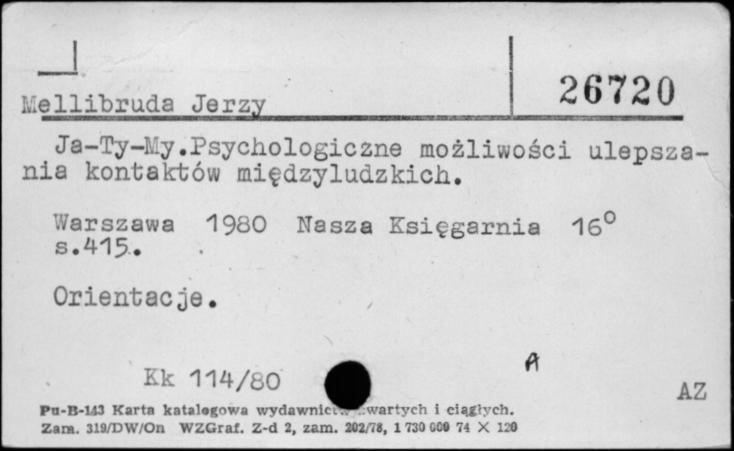 26720
Mellibruda Jerzy
Ja-Ty-My.Psychologiczne możliwości ulepsza-
nia kontaktów międzyludzkich.
Warszawa 1980 Nasza Księgarnia 16°
s.415.
Orientacje.
A
Kk 114/80
AZ
Pu-B-143 Karta katalogowa wydawnictw zwartych i ciągłych.
Zam. 319/DW/On WZGraf. Z-d 2, zam. 202/78, 1 730 000 74 X 120